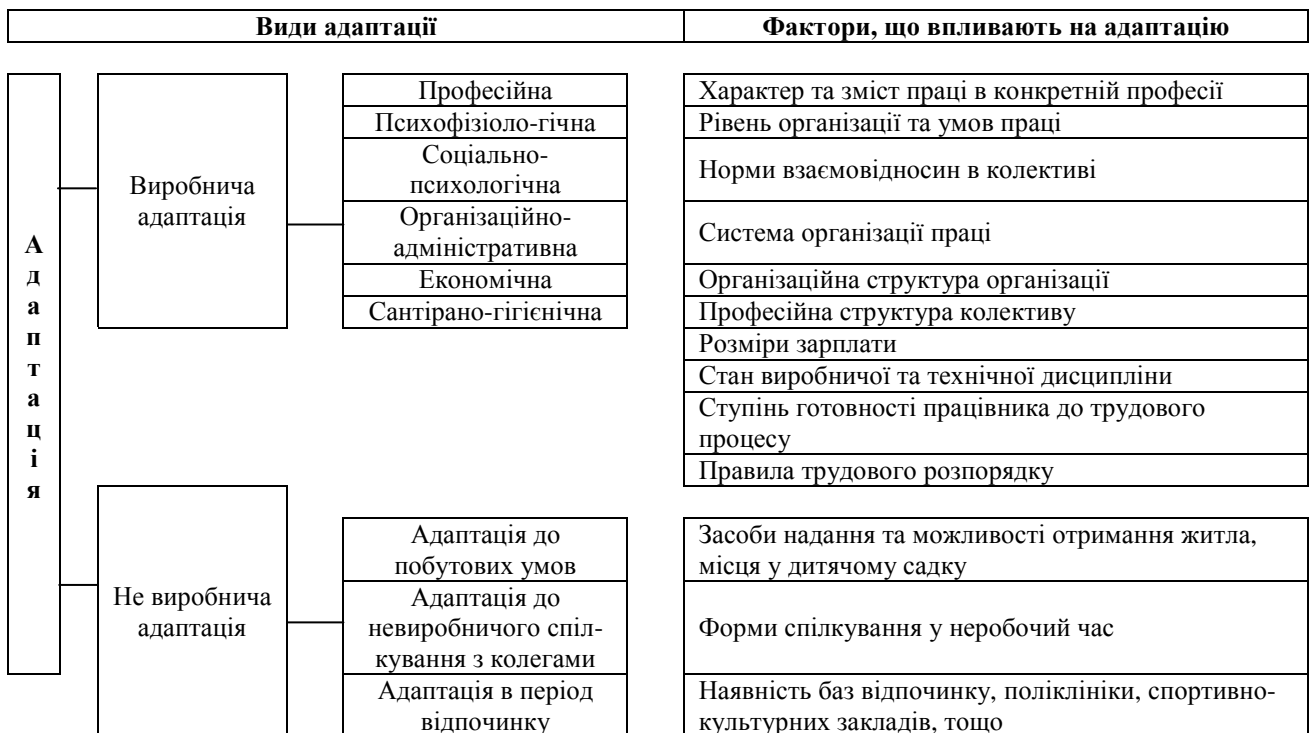 Види адаптації
Фактори, що впливають на адаптацію
Адаптація
Виробнича
адаптація
Професійна
Психофізіоло-гічна
Соціально-
психологічна
Організаційно-
адміністративна
Економічна
Сантірано-гігієнічна
Характер та зміст праці в конкретній професії
Рівень організації та умов праці
Норми взаємовідносин в колективі
Система організації праці
Організаційна структура організації
Професійна структура колективу
Розміри зарплати
Стан виробничої та технічної дисципліни
Ступінь готовності працівника до трудового
процесу
Правила трудового розпорядку
Не виробнича
адаптація
Адаптація до
побутових умов
Адаптація до
невиробничого спіл-
кування з колегами
Адаптація в період
відпочинку
Засоби надання та можливості отримання житла,
місця у дитячому садку
Форми спілкування у неробочий час
Наявність баз відпочинку, поліклініки, спортивно-
культурних закладів, тощо